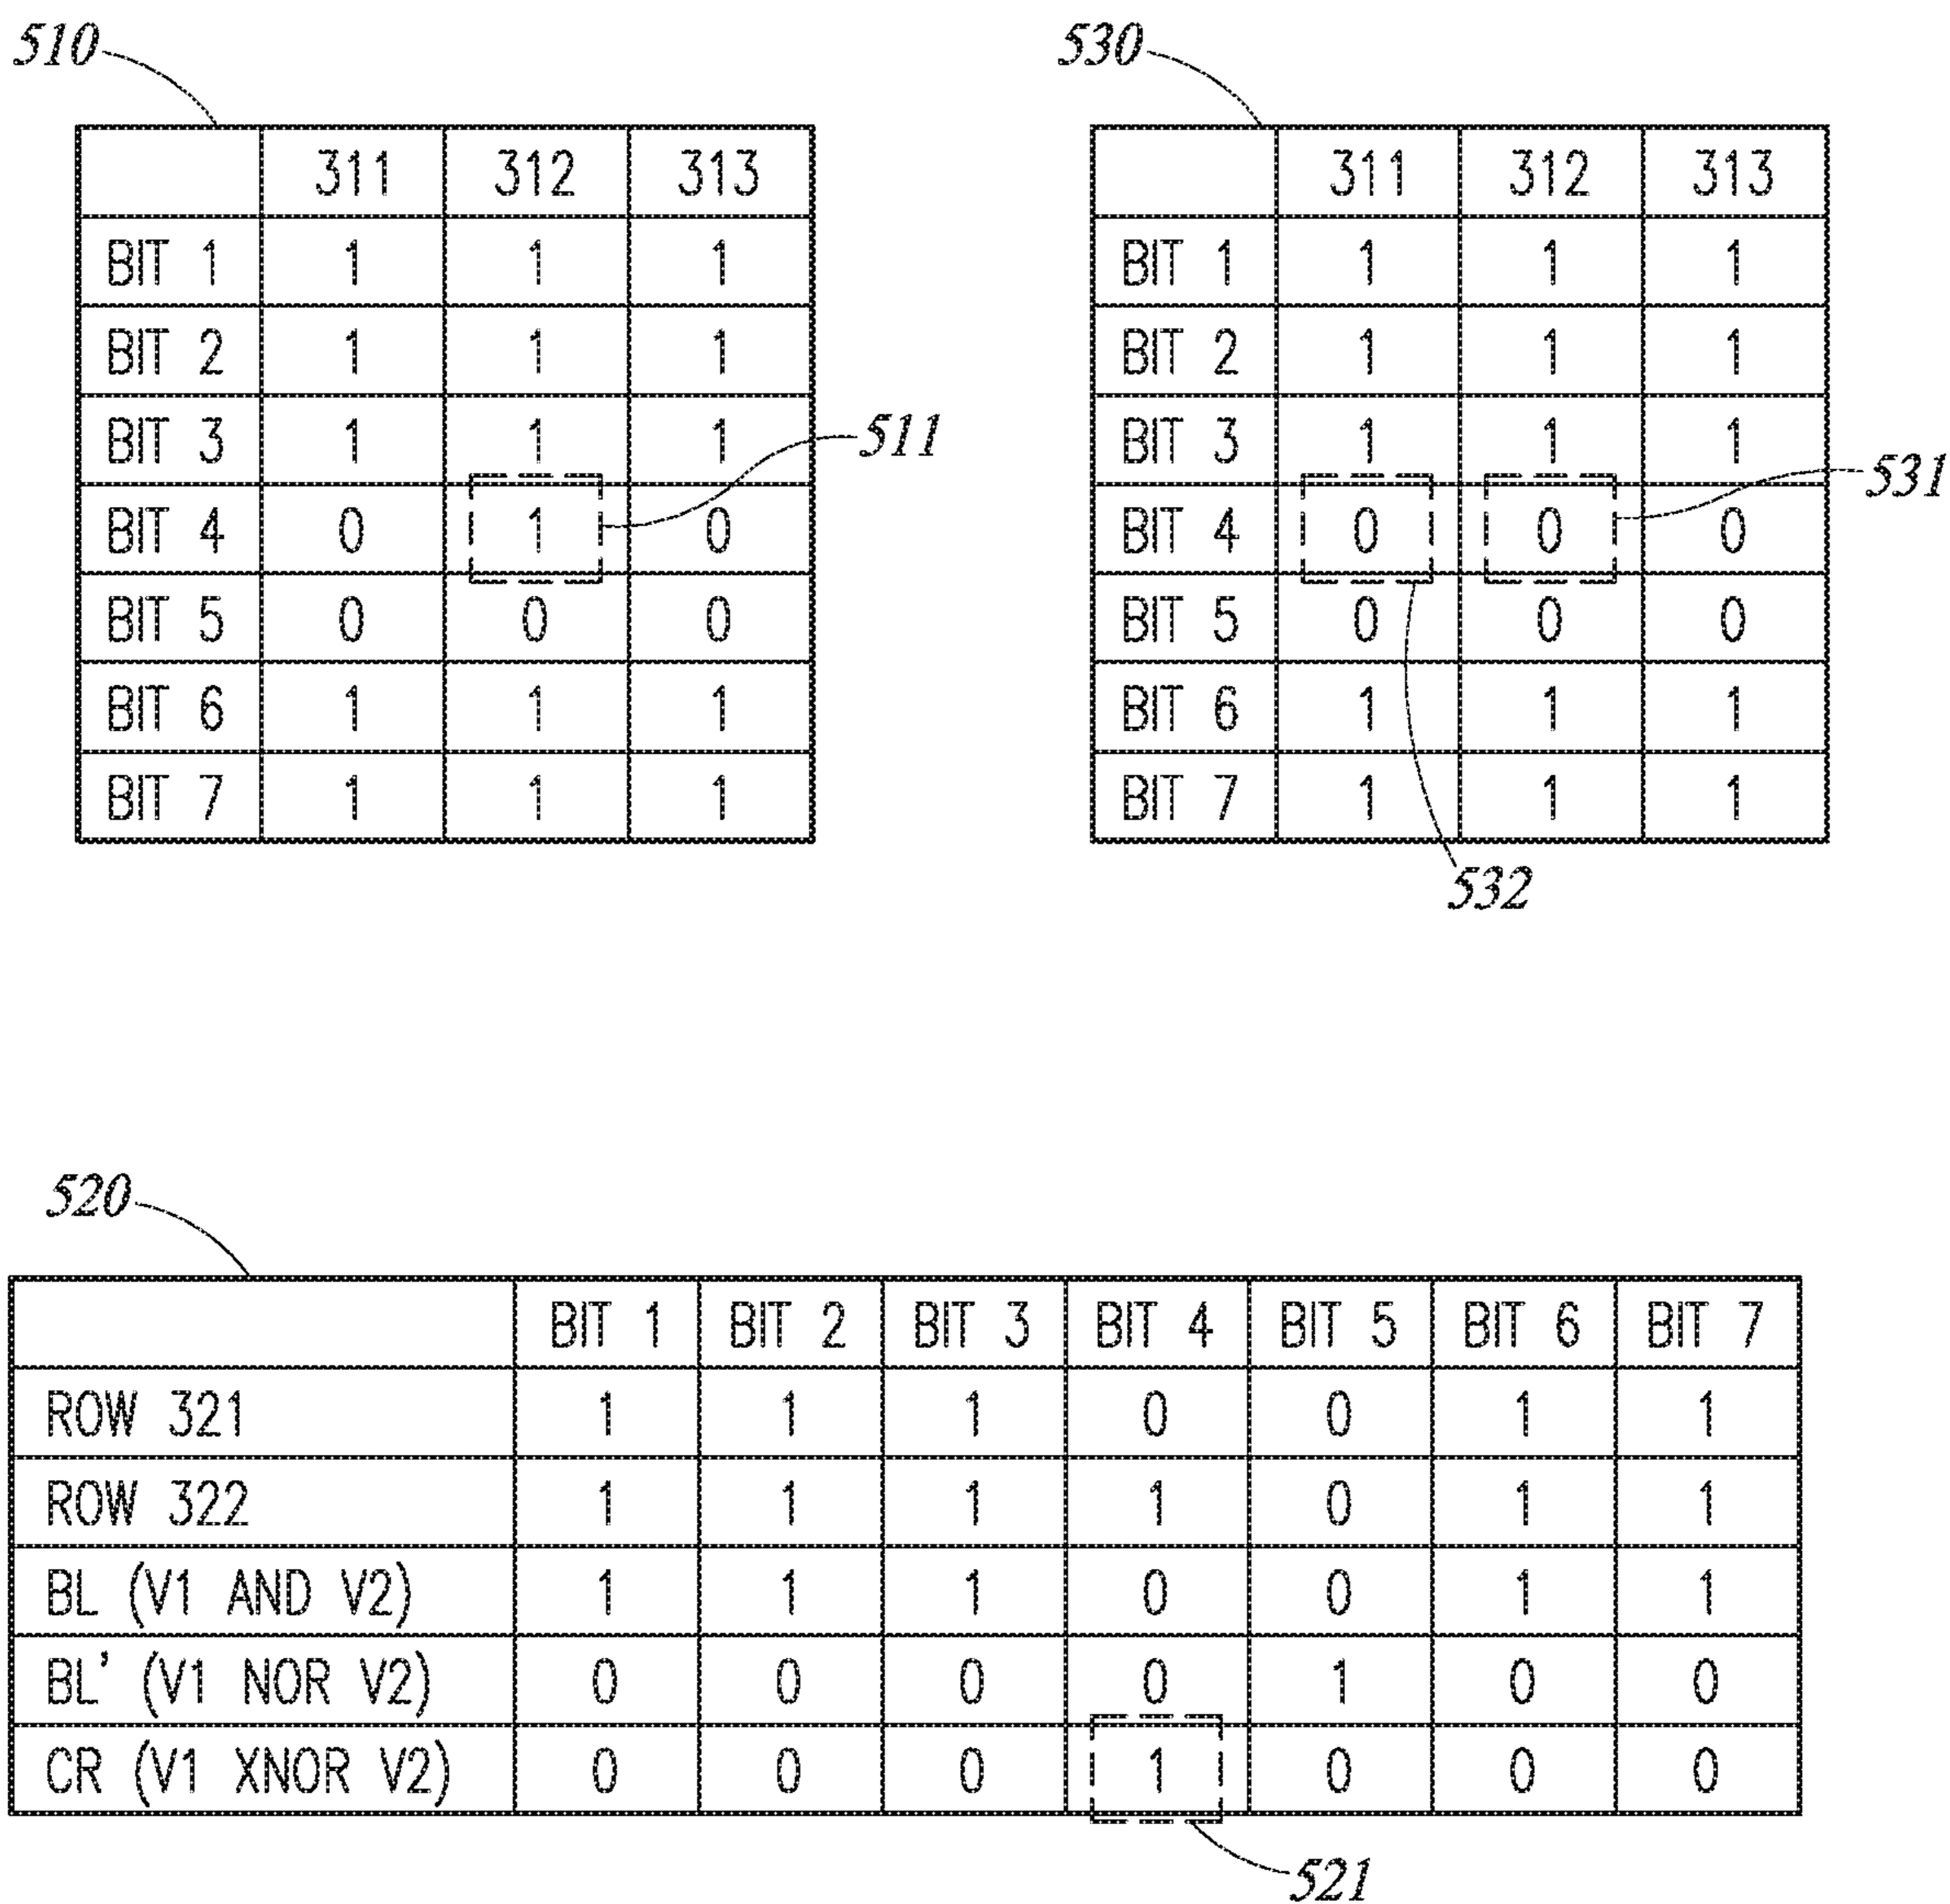 510
311 312 313
BIT 1 1 1 1
BIT 2 1 1 1
BIT 3 1 1 1
511
BIT 4 0 1 0
BIT 5 0 0 0
BIT 6 1 1 1
BIT 7 1 1 1
530
311 312 313
BIT 1 1 1 1
BIT 2 1 1 1
BIT 3 1 1 1
531
BIT 4 0 0 0
BIT 5 0 0 0
BIT 6 1 1 1
BIT 7 1 1 1
532
520
BIT 1 BIT 2 BIT 3 BIT 4 BIT 5 BIT 6 BIT 7
ROW 321 1 1 1 0 0 1 1
ROW 322 1 1 1 1 0 1 1
BL (V1 AND V2) 1 1 1 0 0 1 1
BL' (V1 NOR V2) 0 0 0 0 1 0 0
CR (V1 XNOR V2) 0 0 0 1 0 0 0
521